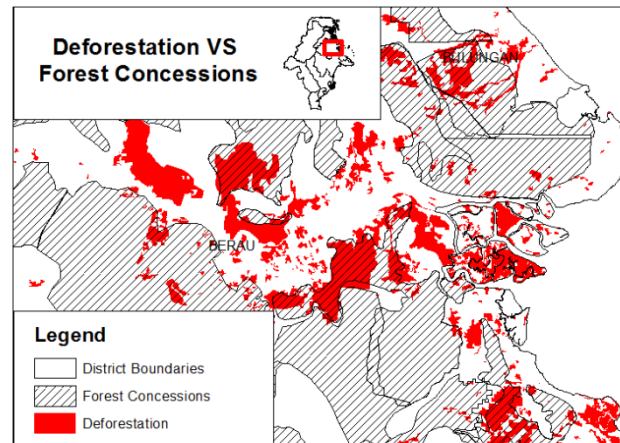 Deforestation VS
Forest Concessions
BULUNGAN
BERAU
Legend
District Boundaries
Forest Concessions
Deforestation